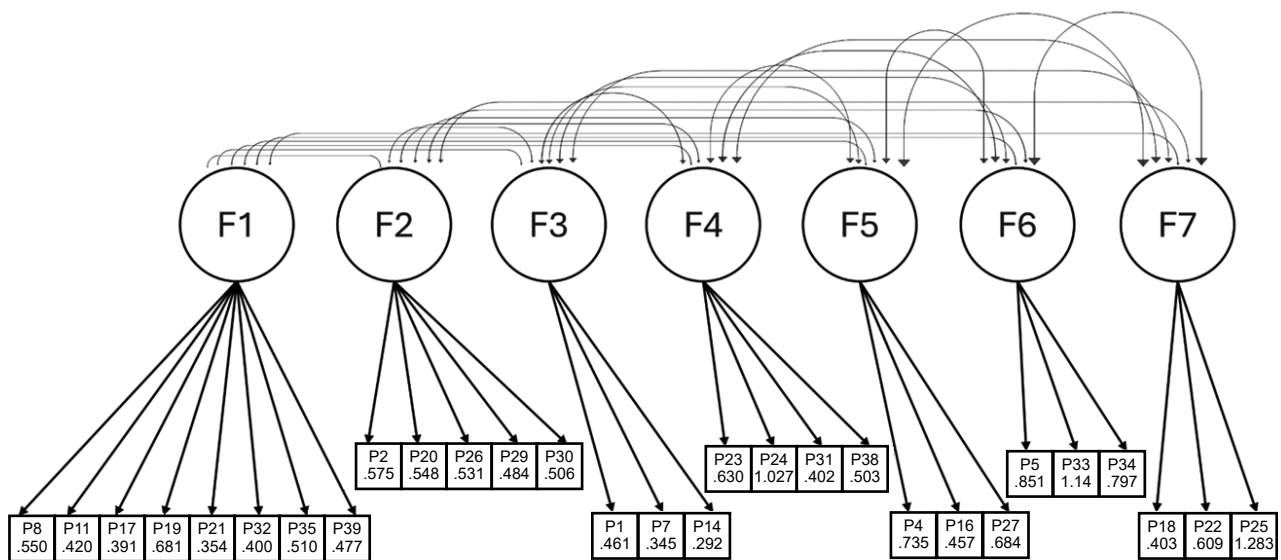 F1 F2 F3 F4 F5 F6 F7
P2 P20 P26 P29 P30
.575 .548 .531 .484 .506
P23 P24 P31 P38
.630 1.027 .402 .503
P5 P33 P34
.851 1.14 .797
P8 P11 P17 P19 P21 P32 P35 P39
.550 .420 .391 .681 .354 .400 .510 .477
P1 P7 P14
.461 .345 .292
P4 P16 P27
.735 .457 .684
P18 P22 P25
.403 .609 1.283